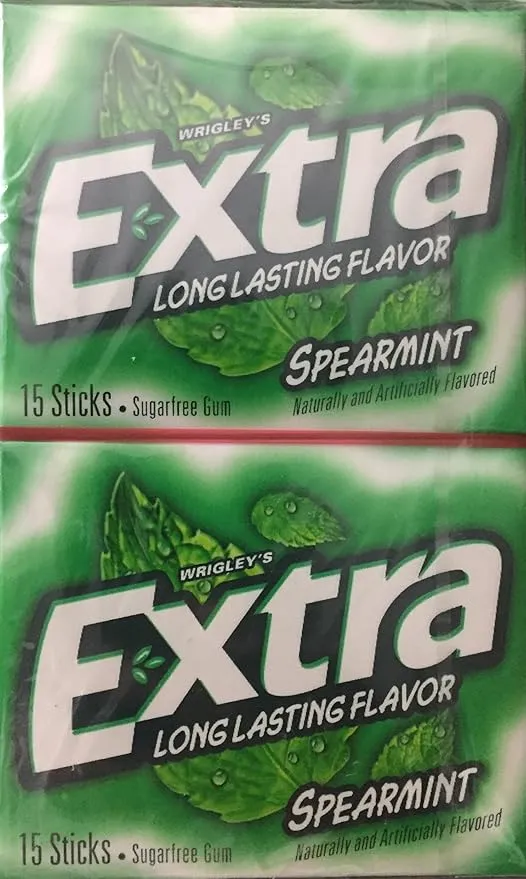 WRIGLEY'S
Extra
LONG LASTING FLAVOR
SPEARMINT
Naturally and Artificially Flavored
15 Sticks • Sugarfree Gum
WRIGLEY'S
Extra
LONG LASTING FLAVOR
SPEARMINT
Naturally and Artificially Flavored
15 Sticks • Sugarfree Gum